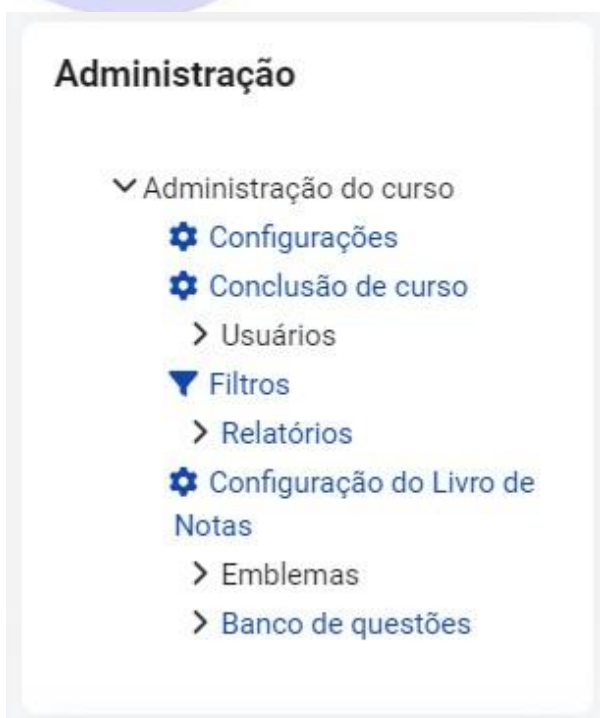 Administração
Administração do curso
Configurações
Conclusão de curso
Usuários
Filtros
Relatórios
Configuração do Livro de
Notas
Emblemas
Banco de questões